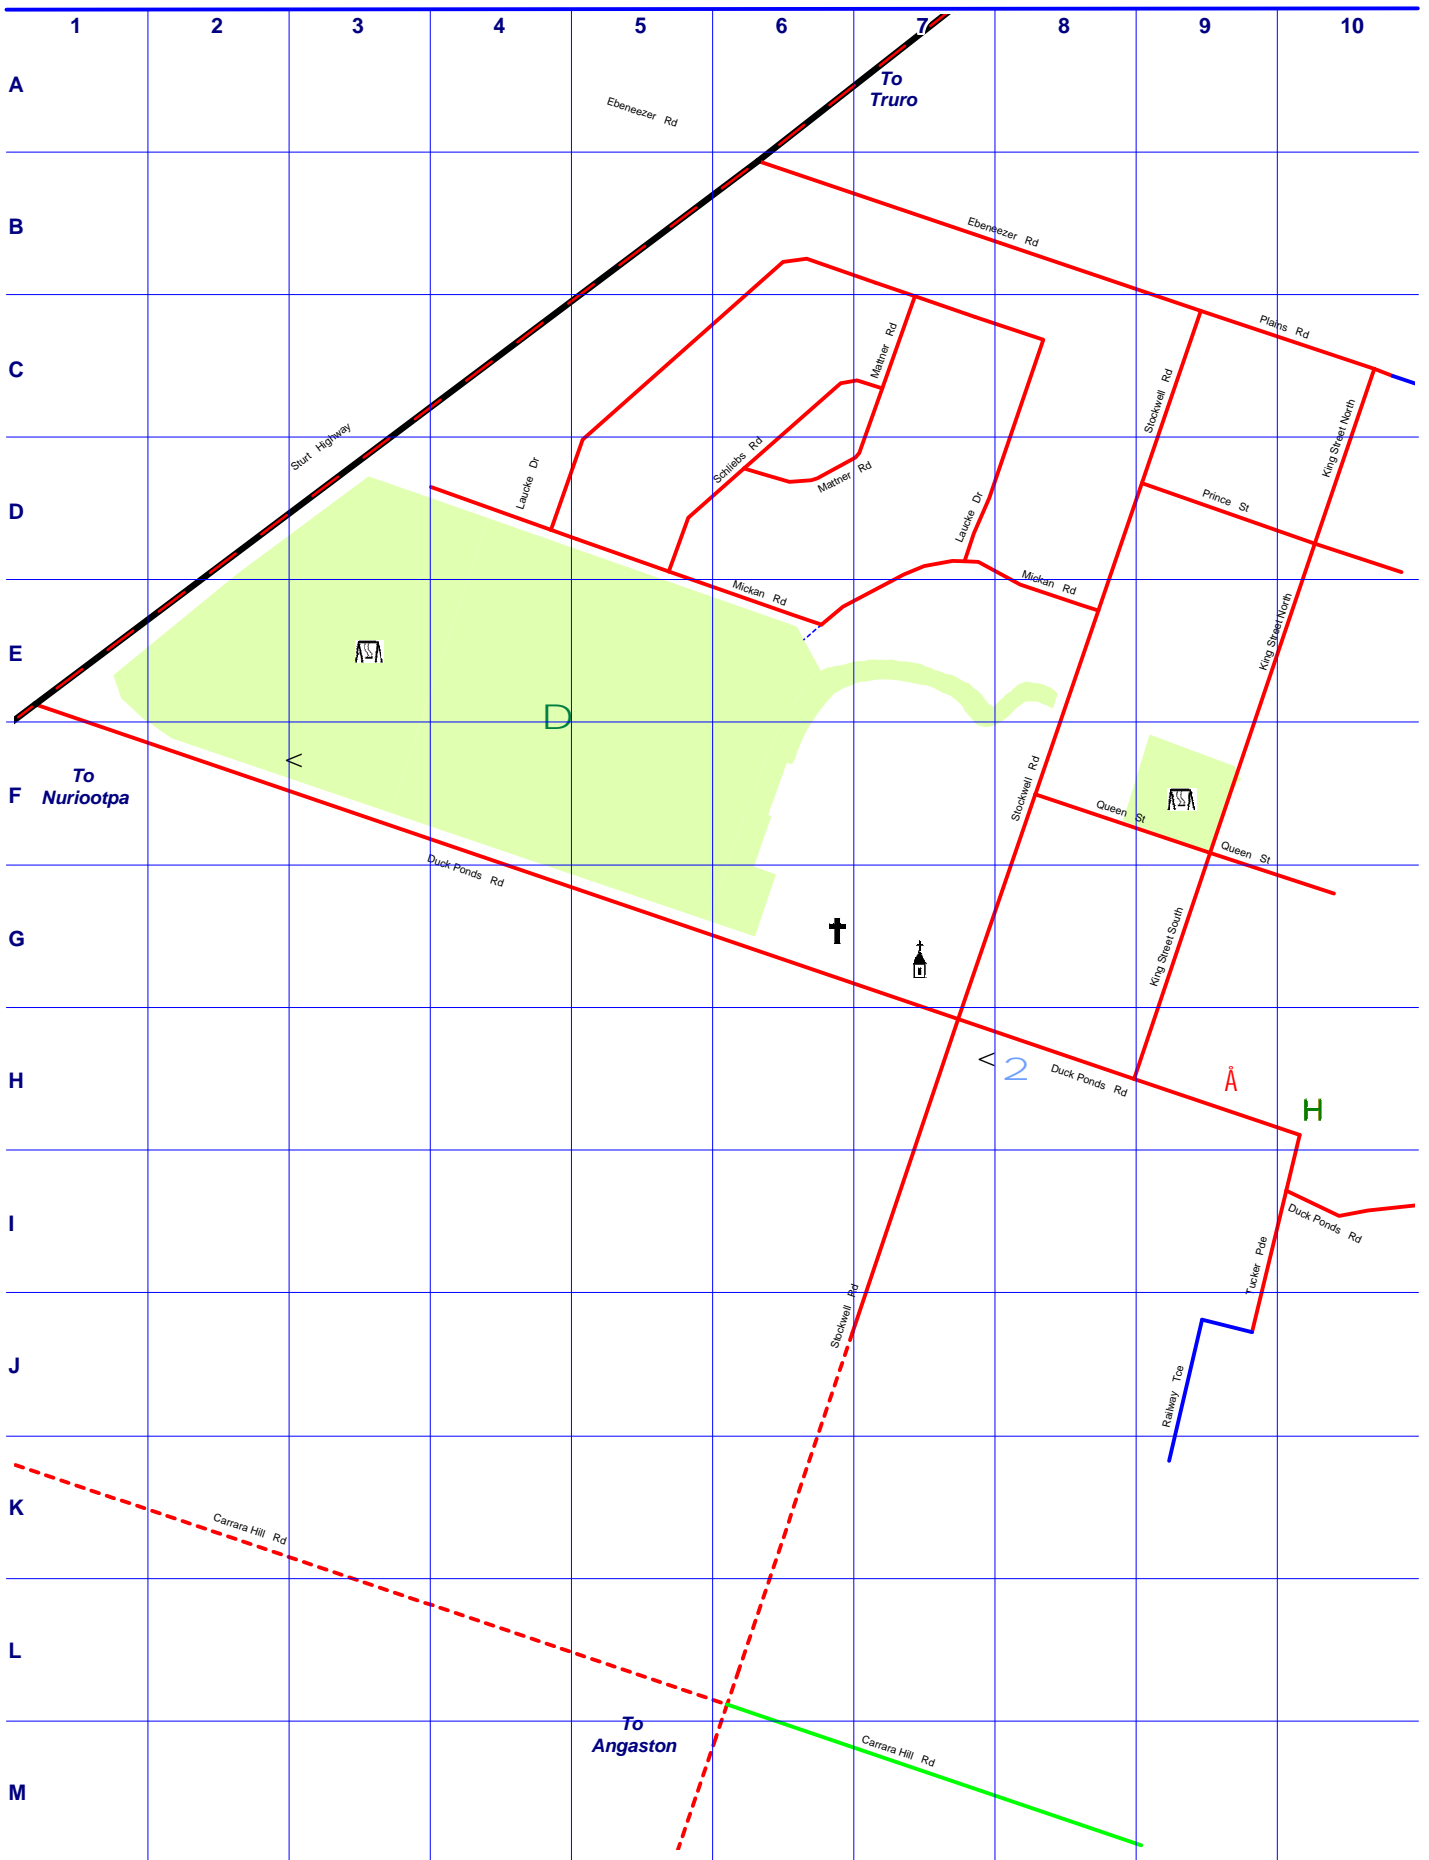 1 2 3 4 5 6 7 8 9 10
A
To
Truro
Ebeneezer Rd
B
Ebeneezer Rd
Plains Rd
C
Mattner Rd
Stockwell Rd
King Street North
Sturt Highway
Schliebs Rd
Laucke Dr
Mattner Rd
D
Laucke Dr
Prince St
Mickan Rd
Mickan Rd
King Street North
E
D
<
To
Nuriootpa
F
Stockwell Rd
Queen St
Queen St
Duck Ponds Rd
G
King Street South
H
<
2
Duck Ponds Rd
Å
H
I
Duck Ponds Rd
Tucker Pde
Stockwell Rd
J
Railway Tce
K
Carrara Hill Rd
L
To
Angaston
Carrara Hill Rd
M